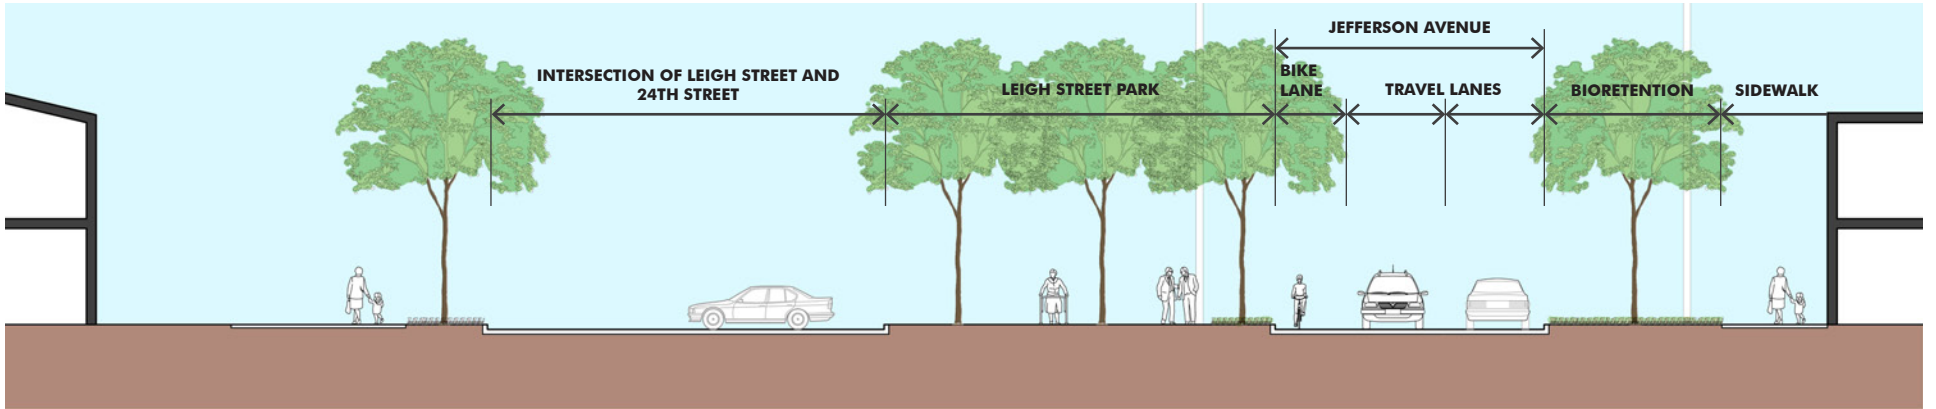 JEFFERSON AVENUE
INTERSECTION OF LEIGH STREET AND
24TH STREET
LEIGH STREET PARK
BIKE
LANE
TRAVEL LANES
BIORETENTION
SIDEWALK